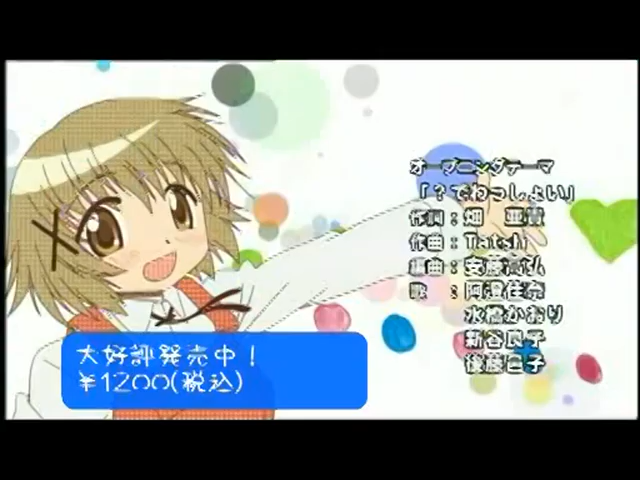 オープニングテーマ
「?でわっしょい」
作詞:畑 亜貴
作曲:Tatsh
編曲:安藤高弘
歌 :阿澄佳奈
水橋かおり
新谷良子
後藤邑子
大好評発売中!
¥1200(税込)